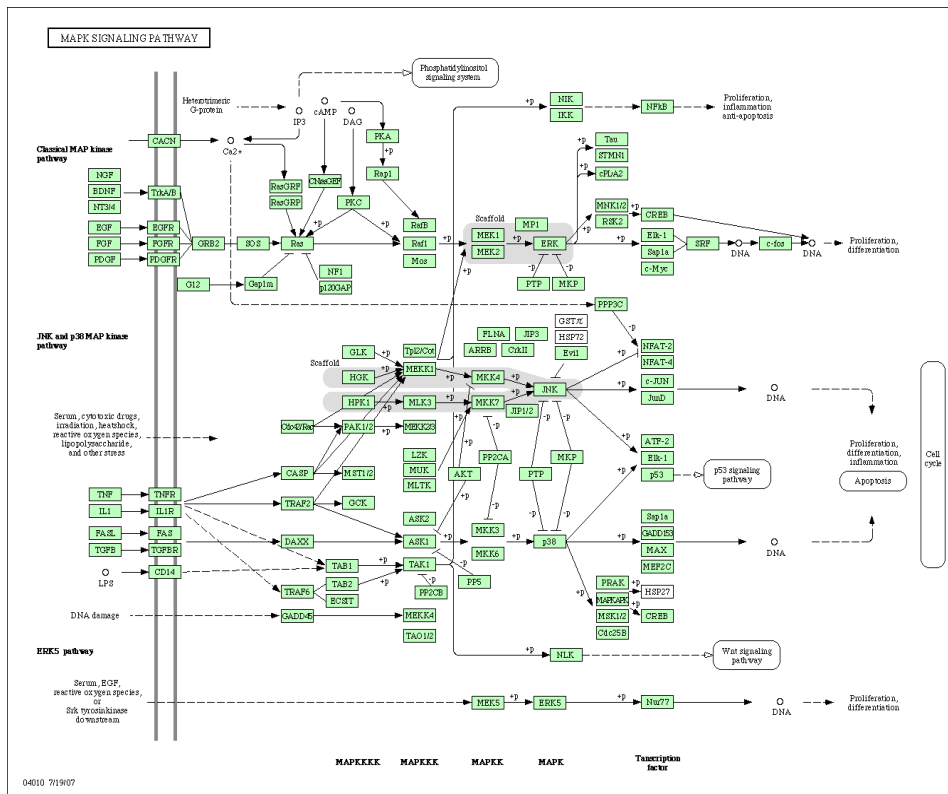 MAPK SIGNALING PATHWAY
Phosphatidylinositol
signaling system
Heterotrimeric
G-protein
IP3
cAMP
DAG
Ca2+
CACN
PKA
Rap1
NIK
IKK
+p
NFkB
Proliferation,
inflammation
anti-apoptosis
Classical MAP kinase
pathway
NGF
BDNF
NT3/4
EGF
FGF
PDGF
TrkA/B
EGFR
FGFR
PDGFR
GRB2
SOS
Ras
RasGRF
RasGRP
CNrasGEF
PKC
G12
Gap1m
NF1
p120GAP
RafB
Raf1
Mos
Scaffold
MEK1
MEK2
MP1
ERK
PTP
MKP
Tau
STMN1
cPLA2
MNK1/2
RSK2
CREB
Elk-1
Sap1a
c-Myc
SRF
DNA
c-fos
DNA
Proliferation,
differentiation
PPP3C
JNK and p38 MAP kinase
pathway
Scaffold
GLK
HGK
HPK1
Tpl2/Cot
MEKK1
MLK3
MEKK2/3
FLNA
JIP3
ARRB
CrkII
MKK4
MKK7
JIP1/2
JNK
GSTπ
HSP72
Evi1
NFAT-2
NFAT-4
c-JUN
JunD
DNA
Serum, cytotoxic drugs,
irradiation, heatshock,
reactive oxygen species,
lipopolysaccharide,
and other stress
Cdc42/Rac
PAK1/2
CASP
MST1/2
TRAF2
GCK
LZK
MUK
MLTK
AKT
PP2CA
PTP
MKP
ATF-2
Elk-1
p53
p53 signaling
pathway
Proliferation,
differentiation,
inflammation
Apoptosis
Cell
cycle
TNF
IL1
FASL
TGFB
LPS
TNFR
IL1R
FAS
TGFBR
CD14
DAXX
ASK2
ASK1
TAB1
TAK1
TRAF6
TAB2
ECSIT
PP2CB
PP5
MKK3
MKK6
p38
Sap1a
GADD153
MAX
MEF2C
DNA
DNA damage
GADD45
MEKK4
TAO1/2
PRAK
MAPKAPK
MSK1/2
Cdc25B
HSP27
CREB
ERK5 pathway
+p
NLK
Wnt signaling
pathway
Serum, EGF,
reactive oxygen species,
or
Srk tyrosinkinase
downstream
MEK5
+p
ERK5
+p
Nur77
DNA
Proliferation,
differentiation
MAPKKKK
MAPKKK
MAPKK
MAPK
Transcription
factor
04010 7/19/07